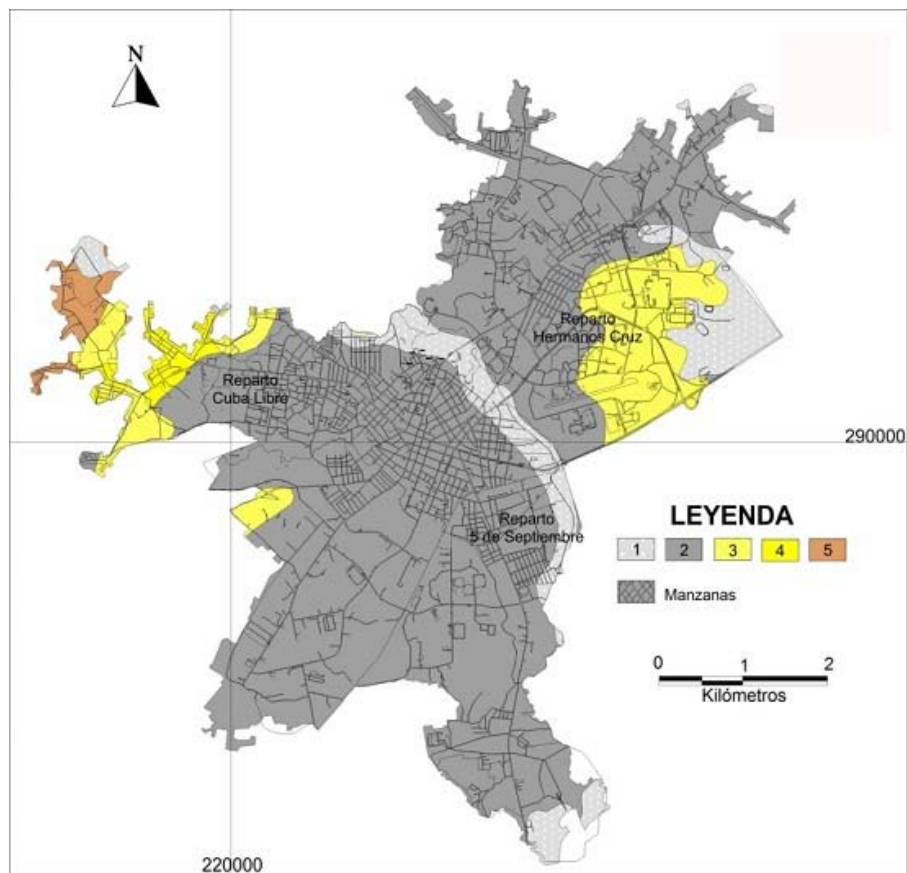 N
Reparto
Hermanos Cruz
Reparto
Cuba Libre
290000
Reparto
5 de Septiembre
LEYENDA
1 2 3 4 5
Manzanas
0 1 2
Kilómetros
220000